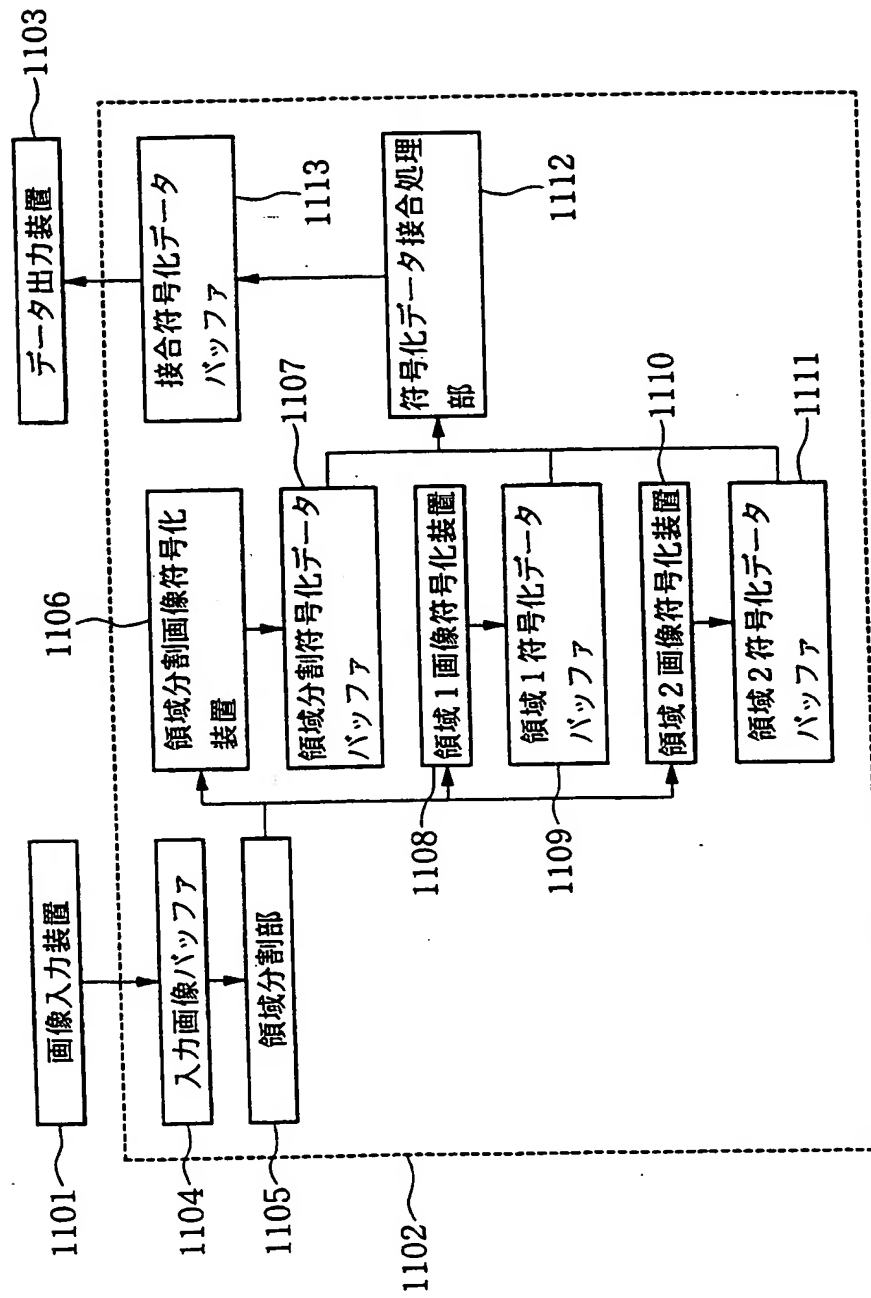 画像入力装置
1101
入力画像バッファ
1104
領域分割部
1105
1102
1106
領域分割画像符号化
装置
1107
領域分割符号化データ
バッファ
1108
領域1画像符号化装置
1109
領域1符号化データ
バッファ
1110
領域2画像符号化装置
1111
領域2符号化データ
バッファ
1103
データ出力装置
接合符号化データ
バッファ
1113
符号化データ接合処理
部
1112